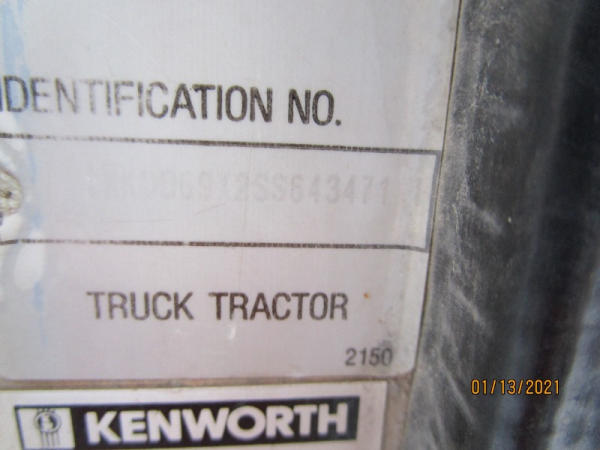 IDENTIFICATION NO.
TRUCK TRACTOR
2150
01/13/2021
KENWORTH